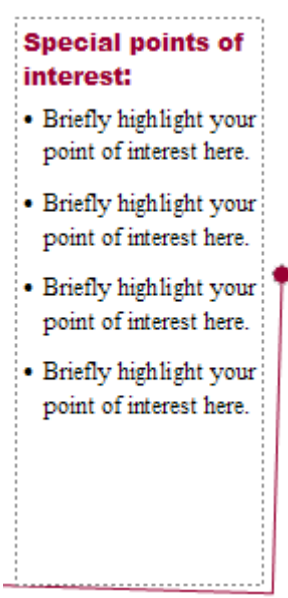 Special points of
interest:
• Briefly highlight your
point of interest here.
• Briefly highlight your
point of interest here.
• Briefly highlight your
point of interest here.
• Briefly highlight your
point of interest here.